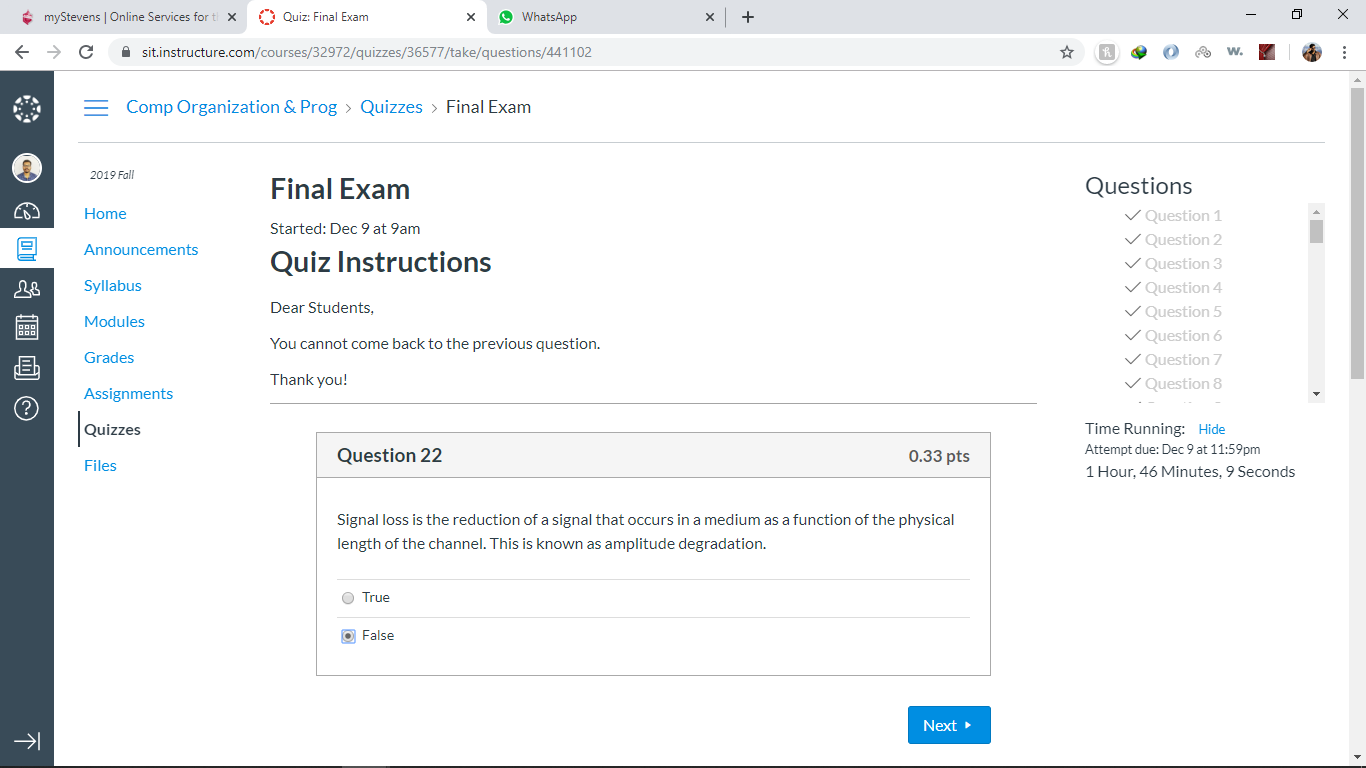 myStevens | Online Services for t
Quiz: Final Exam
WhatsApp
sit.instructure.com/courses/32972/quizzes/36577/take/questions/441102
Comp Organization & Prog > Quizzes > Final Exam
2019 Fall
Home
Announcements
Syllabus
Modules
Grades
Assignments
Quizzes
Files
Final Exam
Started: Dec 9 at 9am
Quiz Instructions
Dear Students,
You cannot come back to the previous question.
Thank you!
Question 22
0.33 pts
Signal loss is the reduction of a signal that occurs in a medium as a function of the physical
length of the channel. This is known as amplitude degradation.
True
False
Next
Questions
Question 1
Question 2
Question 3
Question 4
Question 5
Question 6
Question 7
Question 8
Time Running: Hide
Attempt due: Dec 9 at 11:59pm
1 Hour, 46 Minutes, 9 Seconds